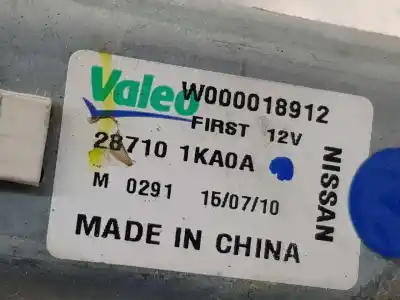 Valeo W000018912
FIRST 12V
28710 1KA0A
M 0291 15/07/10
MADE IN CHINA
NISSAN